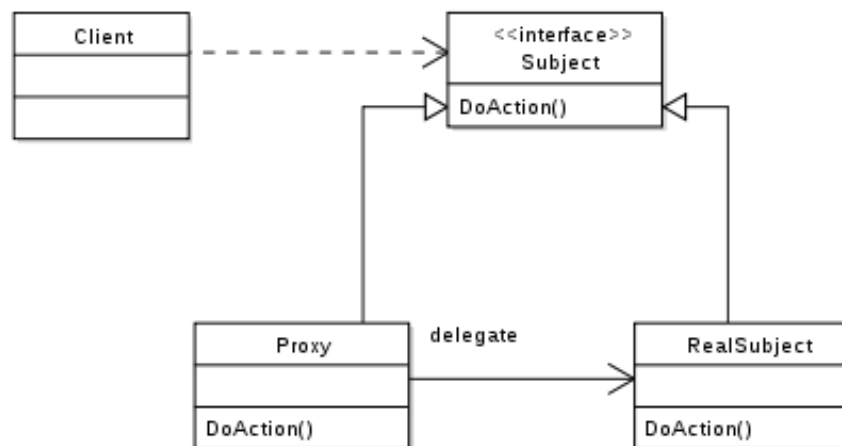 Client
<<interface>>
Subject
DoAction()
delegate
Proxy
RealSubject
DoAction()
DoAction()